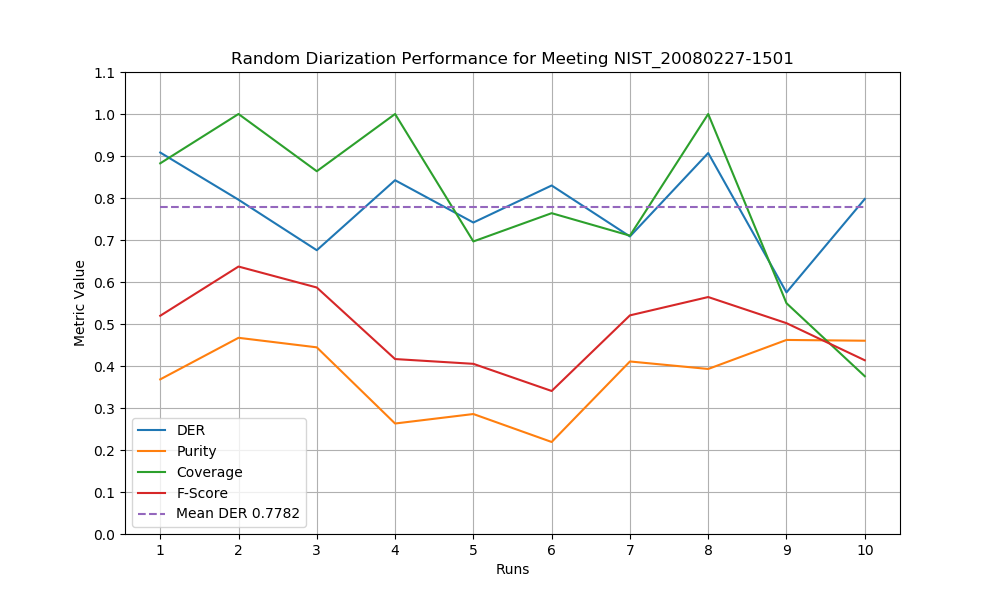 Random Diarization Performance for Meeting NIST_20080227-1501
Metric Value
1.1
1.0
0.9
0.8
0.7
0.6
0.5
0.4
0.3
0.2
0.1
0.0
DER
Purity
Coverage
F-Score
Mean DER 0.7782
1 2 3 4 5 6 7 8 9 10
Runs